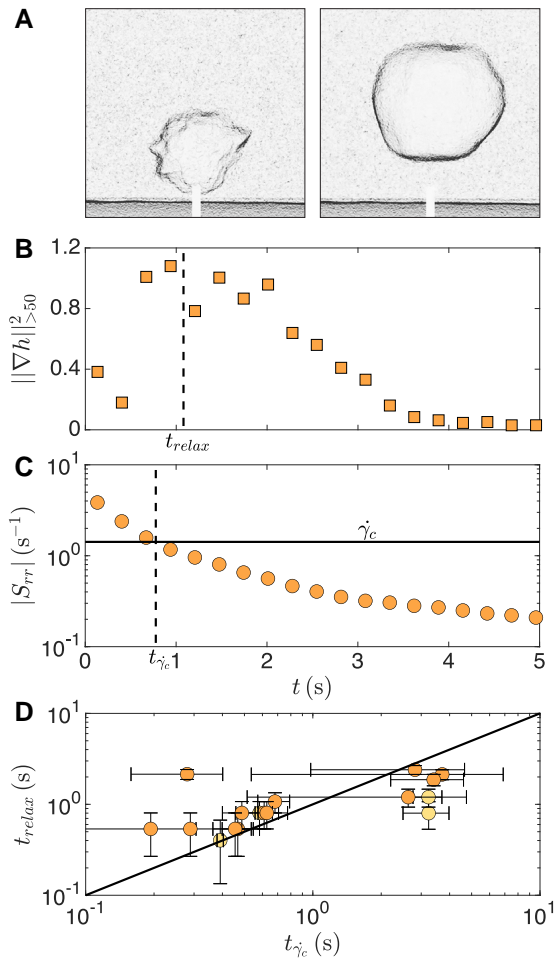 A
B
1.2
0.8
0.4
0
||∇h||²>50
t_relax
C
10¹
10⁰
10⁻¹
|S_rr| (s⁻¹)
γ̇_c
0 1 2 3 4 5
t_γ̇c
t (s)
D
10¹
10⁰
10⁻¹
t_relax (s)
10⁻¹ 10⁰ 10¹
t_γ̇c (s)